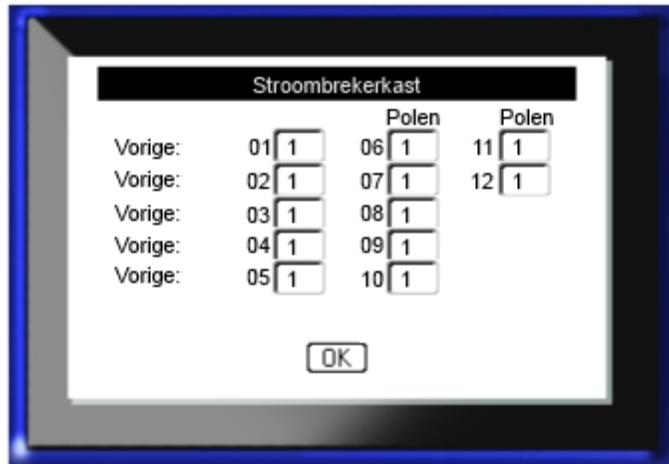 Stroombrekerkast
Polen Polen
Vorige: 01 1 06 1 11 1
Vorige: 02 1 07 1 12 1
Vorige: 03 1 08 1
Vorige: 04 1 09 1
Vorige: 05 1 10 1
OK